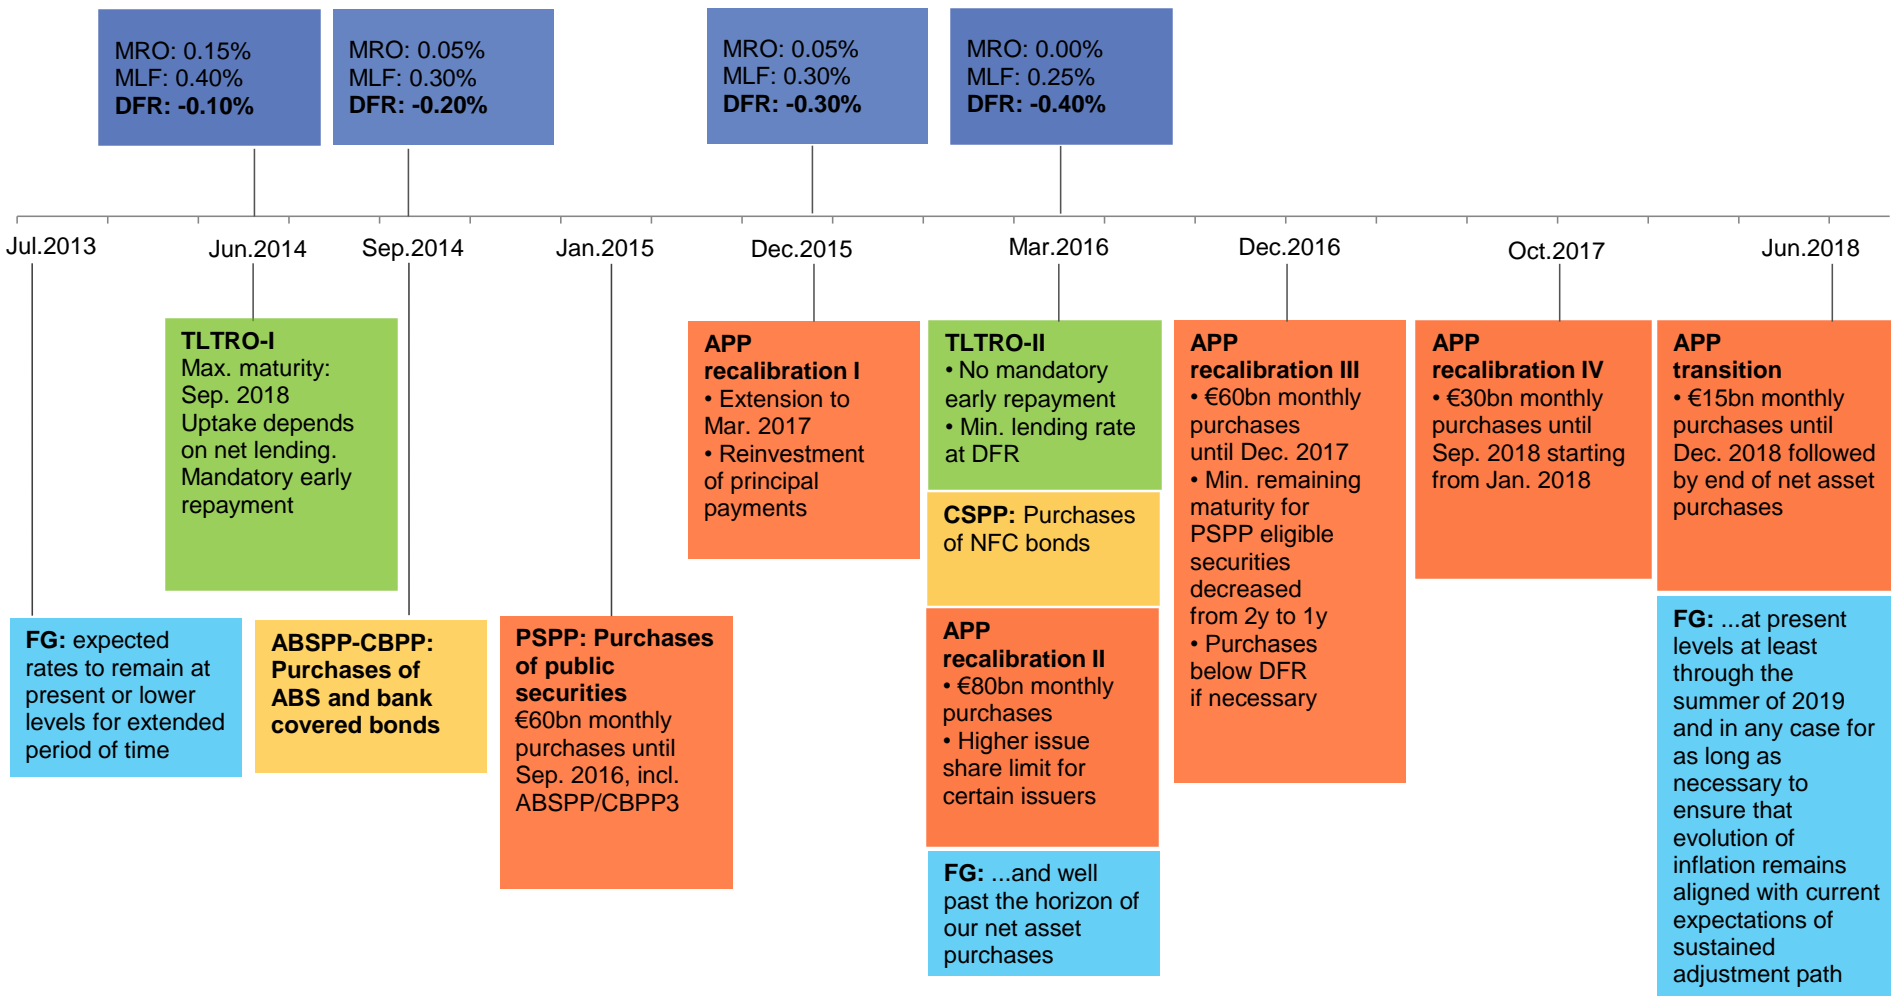 MRO: 0.15%
MLF: 0.40%
DFR: -0.10%
MRO: 0.05%
MLF: 0.30%
DFR: -0.20%
MRO: 0.05%
MLF: 0.30%
DFR: -0.30%
MRO: 0.00%
MLF: 0.25%
DFR: -0.40%
Jul.2013
Jun.2014
Sep.2014
Jan.2015
Dec.2015
Mar.2016
Dec.2016
Oct.2017
Jun.2018
TLTRO-I
Max. maturity:
Sep. 2018
Uptake depends
on net lending.
Mandatory early
repayment
APP
recalibration I
• Extension to
Mar. 2017
• Reinvestment
of principal
payments
TLTRO-II
• No mandatory
early repayment
• Min. lending rate
at DFR
CSPP: Purchases
of NFC bonds
APP
recalibration II
• €80bn monthly
purchases
• Higher issue
share limit for
certain issuers
FG: ...and well
past the horizon of
our net asset
purchases
APP
recalibration III
• €60bn monthly
purchases
until Dec. 2017
• Min. remaining
maturity for
PSPP eligible
securities
decreased
from 2y to 1y
• Purchases
below DFR
if necessary
APP
recalibration IV
• €30bn monthly
purchases until
Sep. 2018 starting
from Jan. 2018
APP
transition
• €15bn monthly
purchases until
Dec. 2018 followed
by end of net asset
purchases
FG: expected
rates to remain at
present or lower
levels for extended
period of time
ABSPP-CBPP:
Purchases of
ABS and bank
covered bonds
PSPP: Purchases
of public
securities
€60bn monthly
purchases until
Sep. 2016, incl.
ABSPP/CBPP3
FG: ...at present
levels at least
through the
summer of 2019
and in any case for
as long as
necessary to
ensure that
evolution of
inflation remains
aligned with current
expectations of
sustained
adjustment path